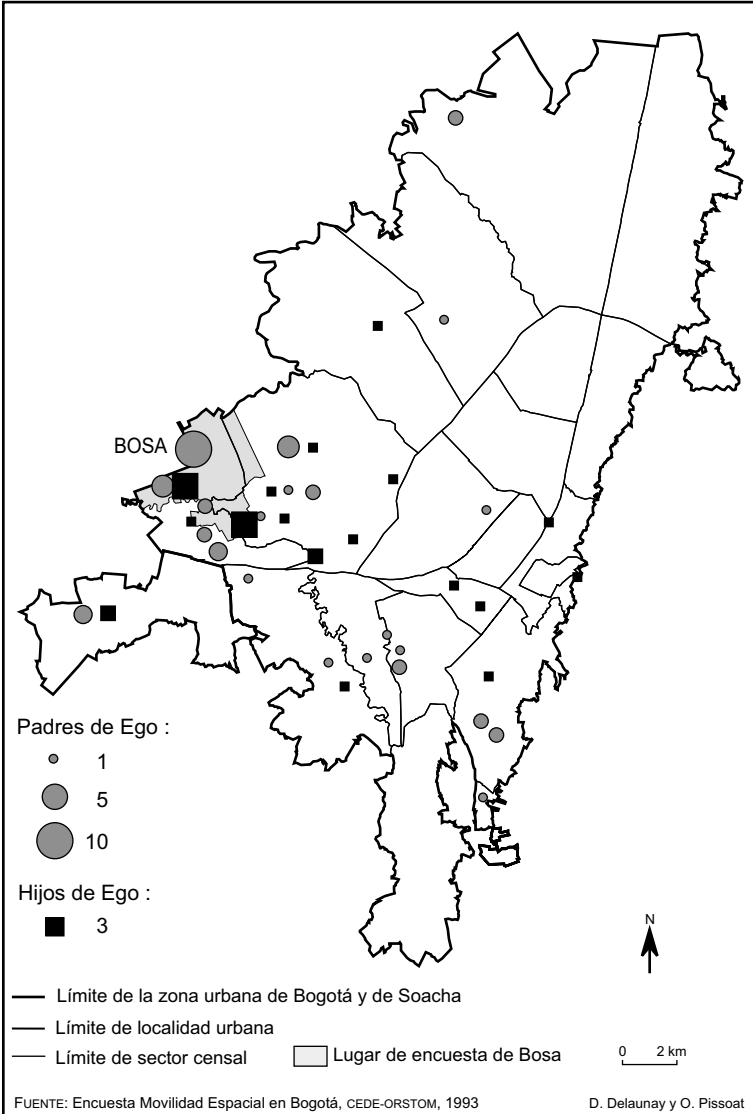 BOSA
Padres de Ego :
1
5
10
Hijos de Ego :
3
N
Límite de la zona urbana de Bogotá y de Soacha
Límite de localidad urbana
Límite de sector censal
Lugar de encuesta de Bosa
0 2 km
FUENTE: Encuesta Movilidad Espacial en Bogotá, CEDE-ORSTOM, 1993
D. Delaunay y O. Pissoat